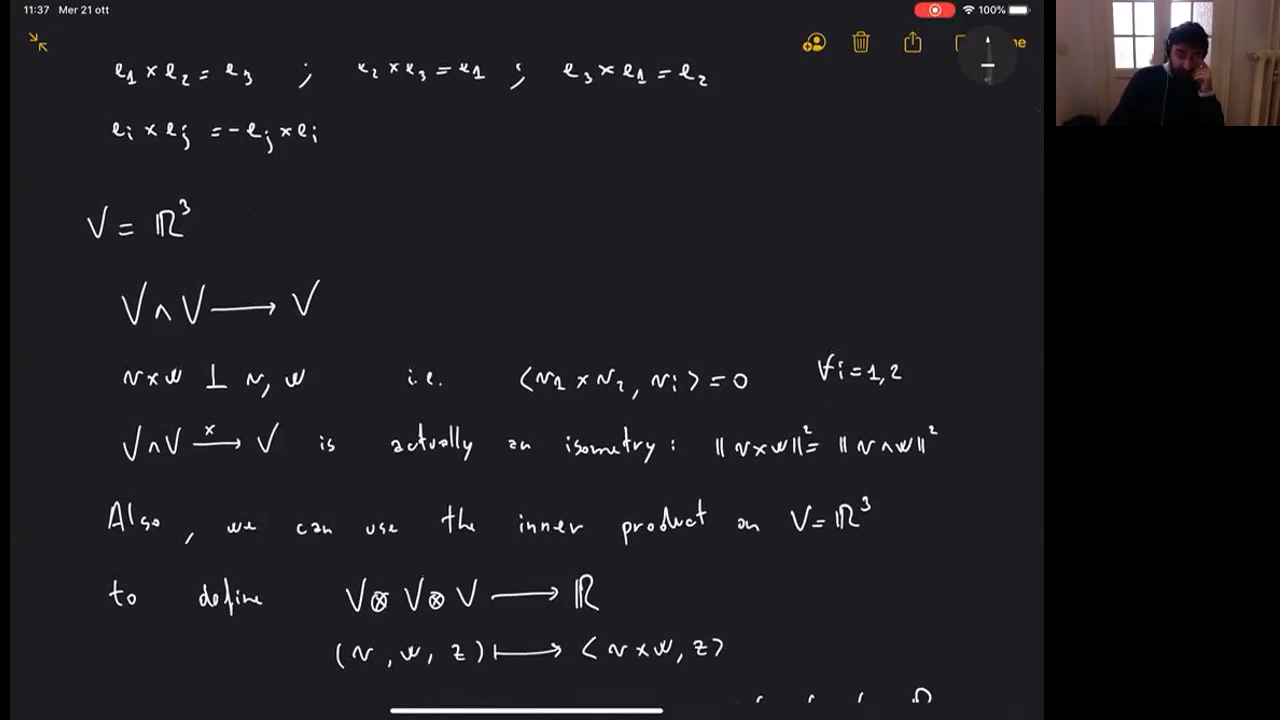 11:37 Mer 21 ott 100%
e₁ × e₂ = e₃ ; e₂ × e₃ = e₁ ; e₃ × e₁ = e₂
eᵢ × eⱼ = - eⱼ × eᵢ
V = ℝ³
V ∧ V ⟶ V
v×w ⊥ v, w i.e. ⟨v₁ × v₂, vᵢ⟩ = 0 ∀i=1,2
V∧V ⟶ˣ V is actually an isometry: ‖v×w‖² = ‖v∧w‖²
Also, we can use the inner product on V=ℝ³
to define V⊗V⊗V ⟶ ℝ
(v, w, z) ⟼ ⟨v×w, z⟩